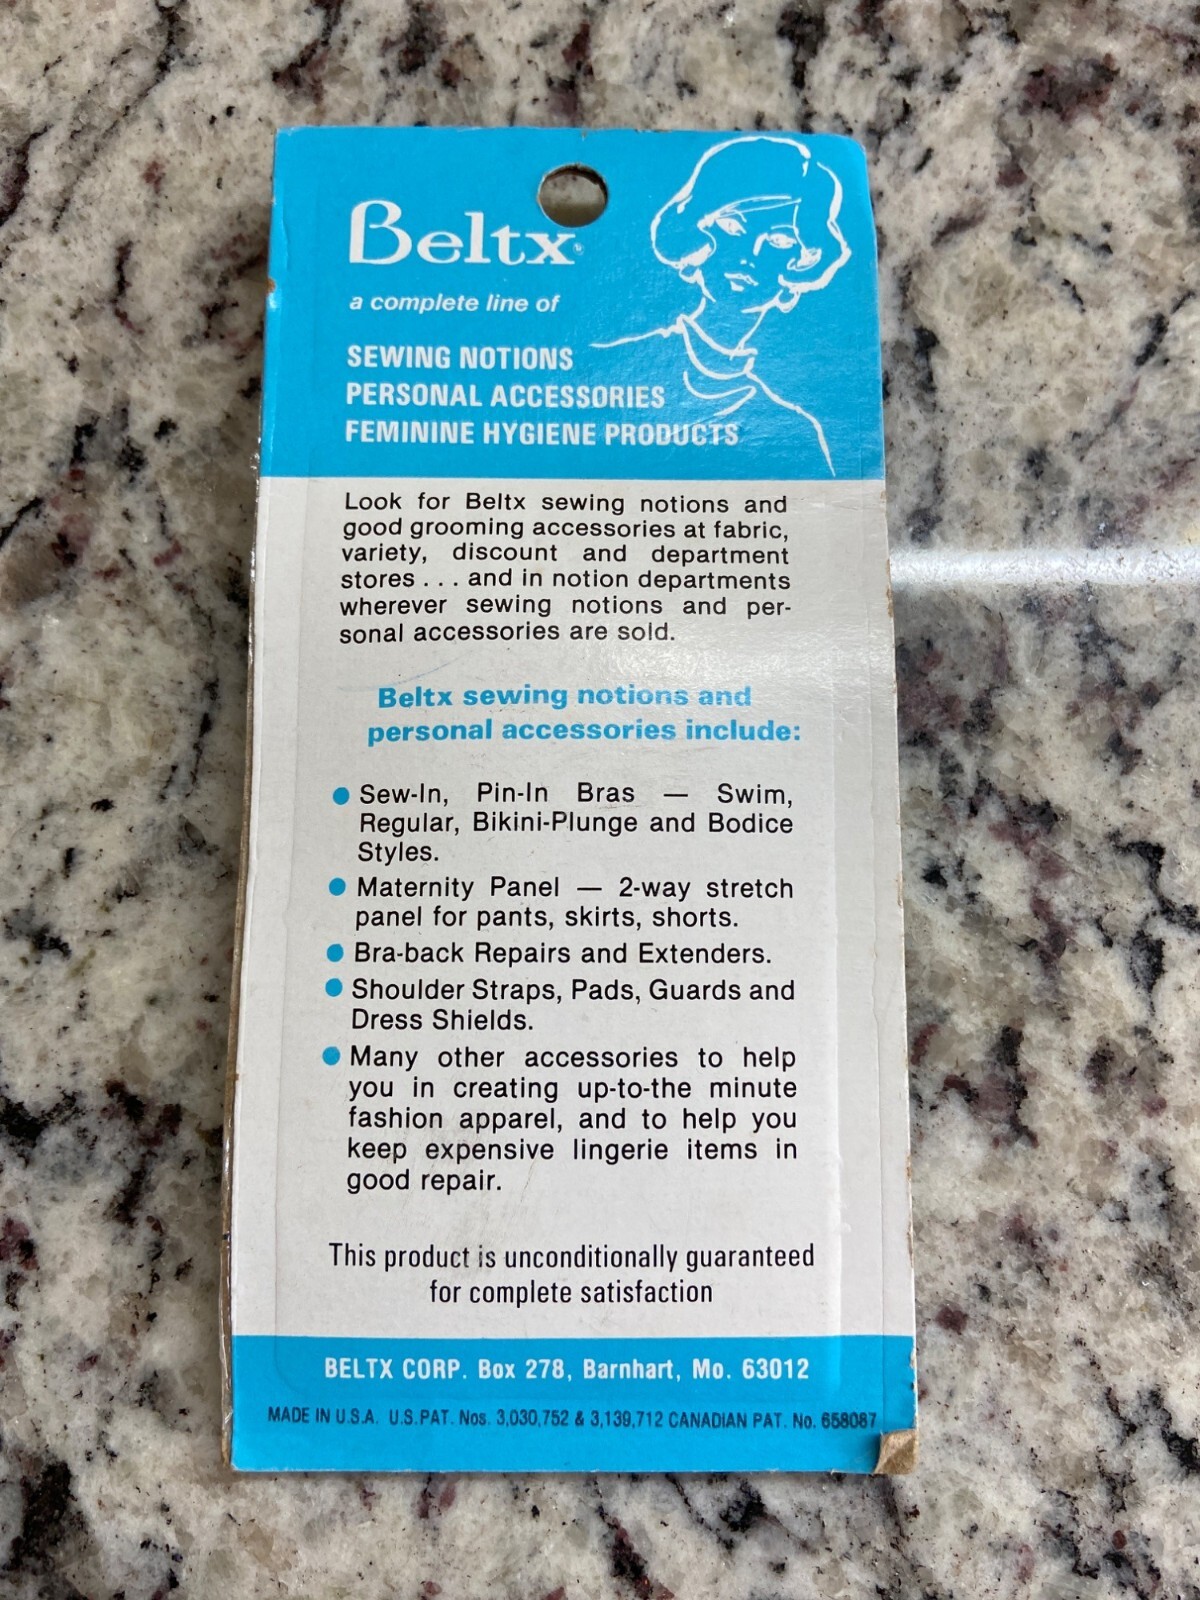 Beltx®
a complete line of
SEWING NOTIONS
PERSONAL ACCESSORIES
FEMININE HYGIENE PRODUCTS
Look for Beltx sewing notions and
good grooming accessories at fabric,
variety, discount and department
stores . . . and in notion departments
wherever sewing notions and per-
sonal accessories are sold.
Beltx sewing notions and
personal accessories include:
● Sew-In, Pin-In Bras — Swim,
Regular, Bikini-Plunge and Bodice
Styles.
● Maternity Panel — 2-way stretch
panel for pants, skirts, shorts.
● Bra-back Repairs and Extenders.
● Shoulder Straps, Pads, Guards and
Dress Shields.
● Many other accessories to help
you in creating up-to-the minute
fashion apparel, and to help you
keep expensive lingerie items in
good repair.
This product is unconditionally guaranteed
for complete satisfaction
BELTX CORP. Box 278, Barnhart, Mo. 63012
MADE IN U.S.A. U.S.PAT. Nos. 3,030,752 & 3,139,712 CANADIAN PAT. No. 658087